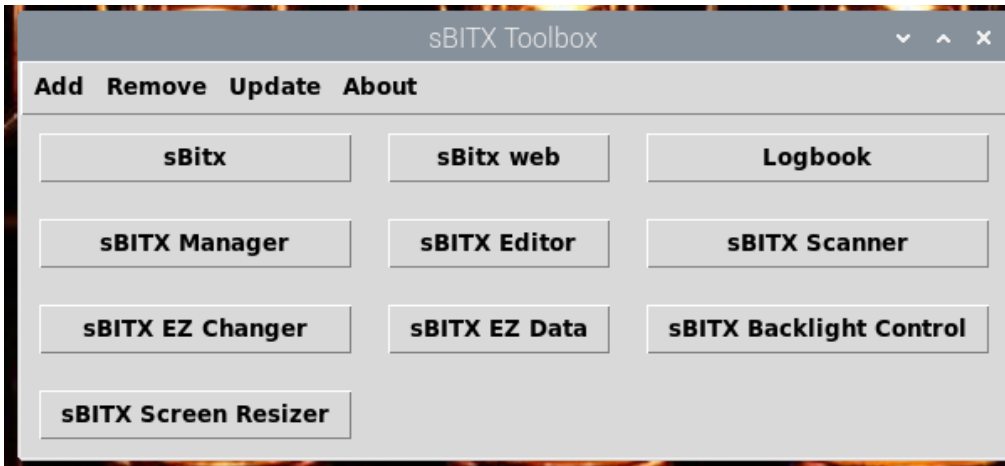 sBITX Toolbox
Add Remove Update About
sBitx sBitx web Logbook
sBITX Manager sBITX Editor sBITX Scanner
sBITX EZ Changer sBITX EZ Data sBITX Backlight Control
sBITX Screen Resizer